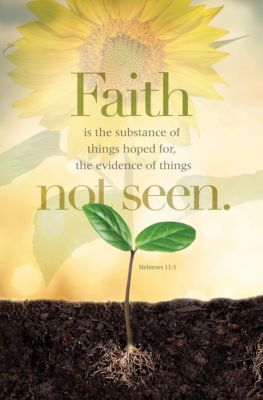 Faith
is the substance of
things hoped for,
the evidence of things
not seen.
Hebrews 11:1